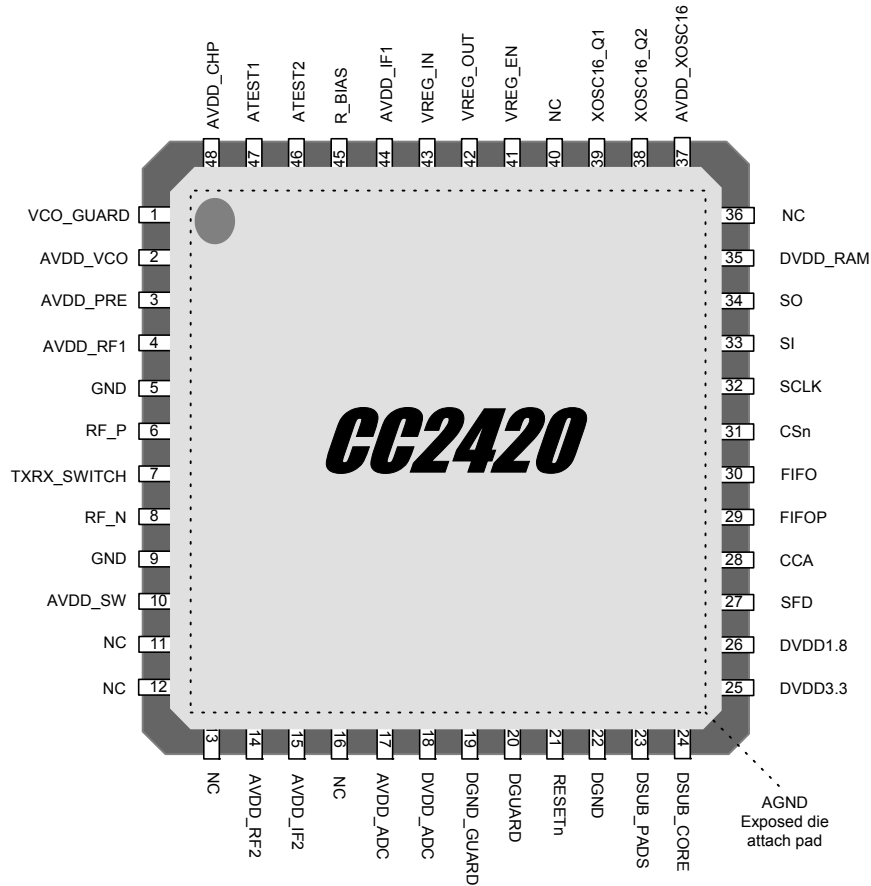 AVDD_CHP
ATEST1
ATEST2
R_BIAS
AVDD_IF1
VREG_IN
VREG_OUT
VREG_EN
NC
XOSC16_Q1
XOSC16_Q2
AVDD_XOSC16
48
47
46
45
44
43
42
41
40
39
38
37
VCO_GUARD 1
AVDD_VCO 2
AVDD_PRE 3
AVDD_RF1 4
GND 5
RF_P 6
TXRX_SWITCH 7
RF_N 8
GND 9
AVDD_SW 10
NC 11
NC 12
CC2420
36 NC
35 DVDD_RAM
34 SO
33 SI
32 SCLK
31 CSn
30 FIFO
29 FIFOP
28 CCA
27 SFD
26 DVDD1.8
25 DVDD3.3
13
14
15
16
17
18
19
20
21
22
23
24
NC
AVDD_RF2
AVDD_IF2
NC
AVDD_ADC
DVDD_ADC
DGND_GUARD
DGUARD
RESETn
DGND
DSUB_PADS
DSUB_CORE
AGND
Exposed die
attach pad